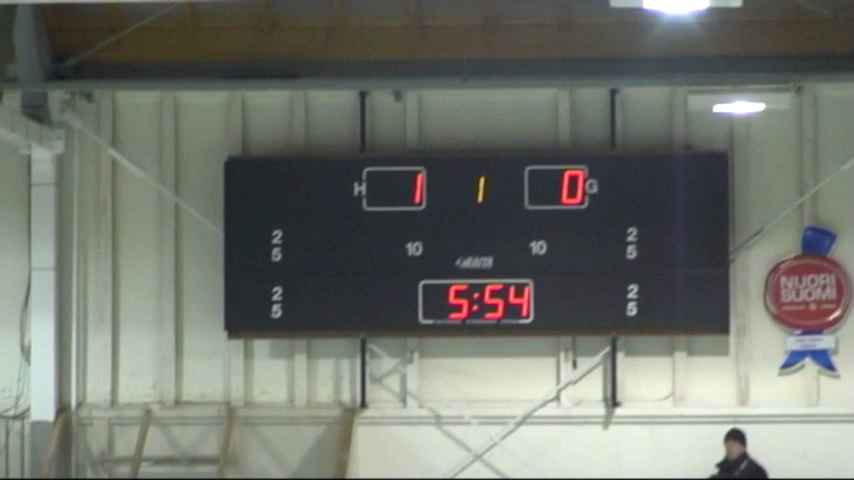 H 1 1 0 G
2 10 10 2
5 5
2 5:54 2
5 5
NUORI
SUOMI